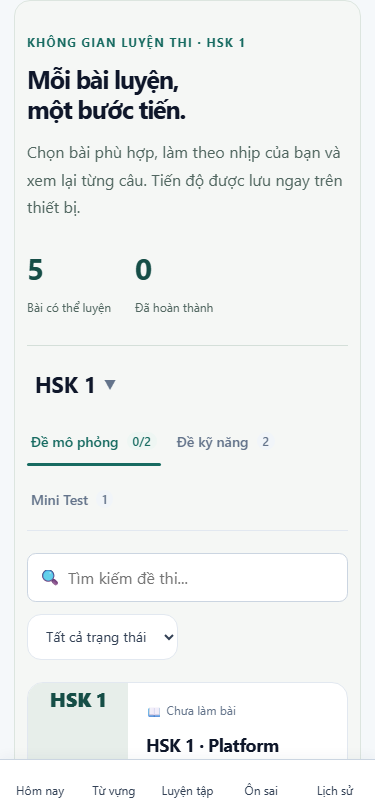 KHÔNG GIAN LUYỆN THI · HSK 1
Mỗi bài luyện,
một bước tiến.
Chọn bài phù hợp, làm theo nhịp của bạn và
xem lại từng câu. Tiến độ được lưu ngay trên
thiết bị.
5 0
Bài có thể luyện Đã hoàn thành
HSK 1 ▼
Đề mô phỏng 0/2 Đề kỹ năng 2
Mini Test 1
Tìm kiếm đề thi...
Tất cả trạng thái
HSK 1
Chưa làm bài
HSK 1 · Platform
Hôm nay Từ vựng Luyện tập Ôn sai Lịch sử